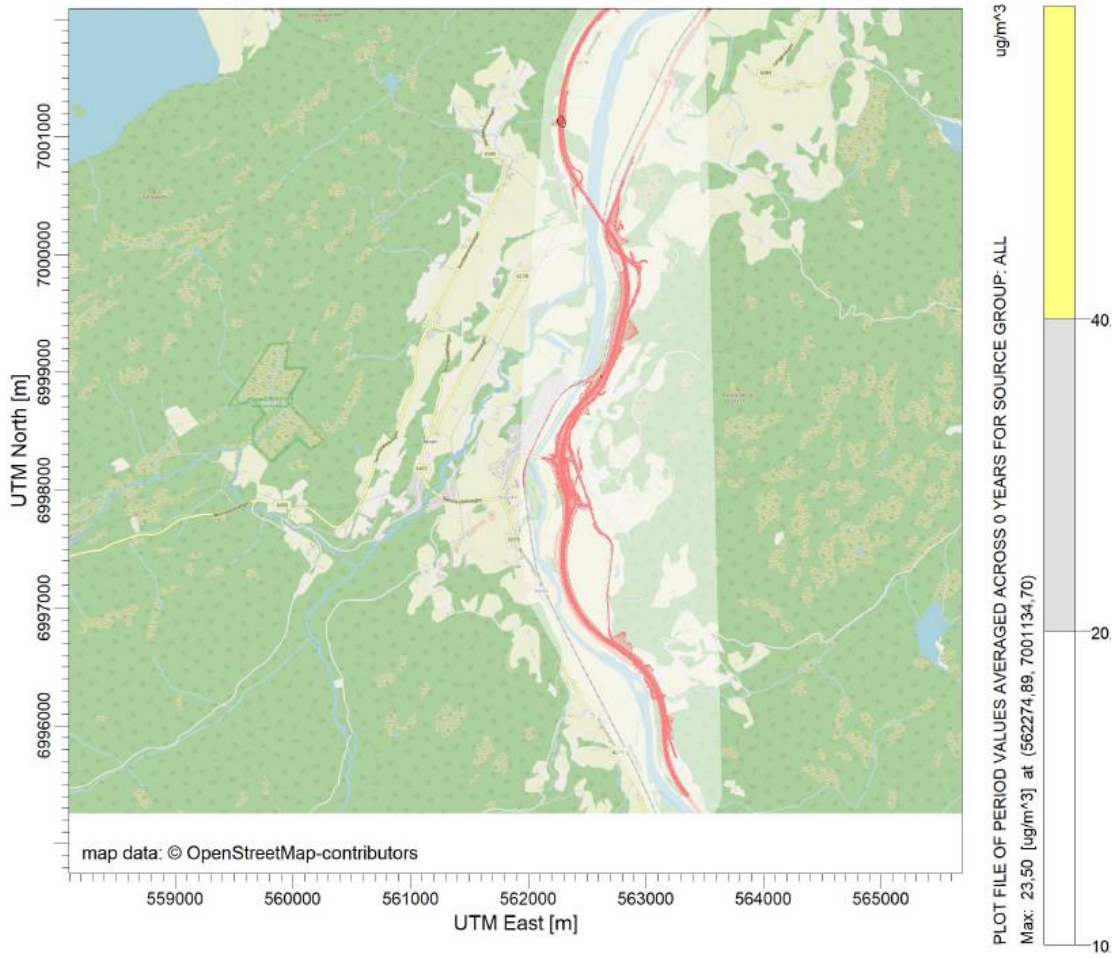 ug/m^3
PLOT FILE OF PERIOD VALUES AVERAGED ACROSS 0 YEARS FOR SOURCE GROUP: ALL
Max: 23,50 [ug/m^3] at (562274,89, 7001134,70)
40,
20,
10,
UTM North [m]
7001000
7000000
6999000
6998000
6997000
6996000
map data: © OpenStreetMap-contributors
559000 560000 561000 562000 563000 564000 565000
UTM East [m]